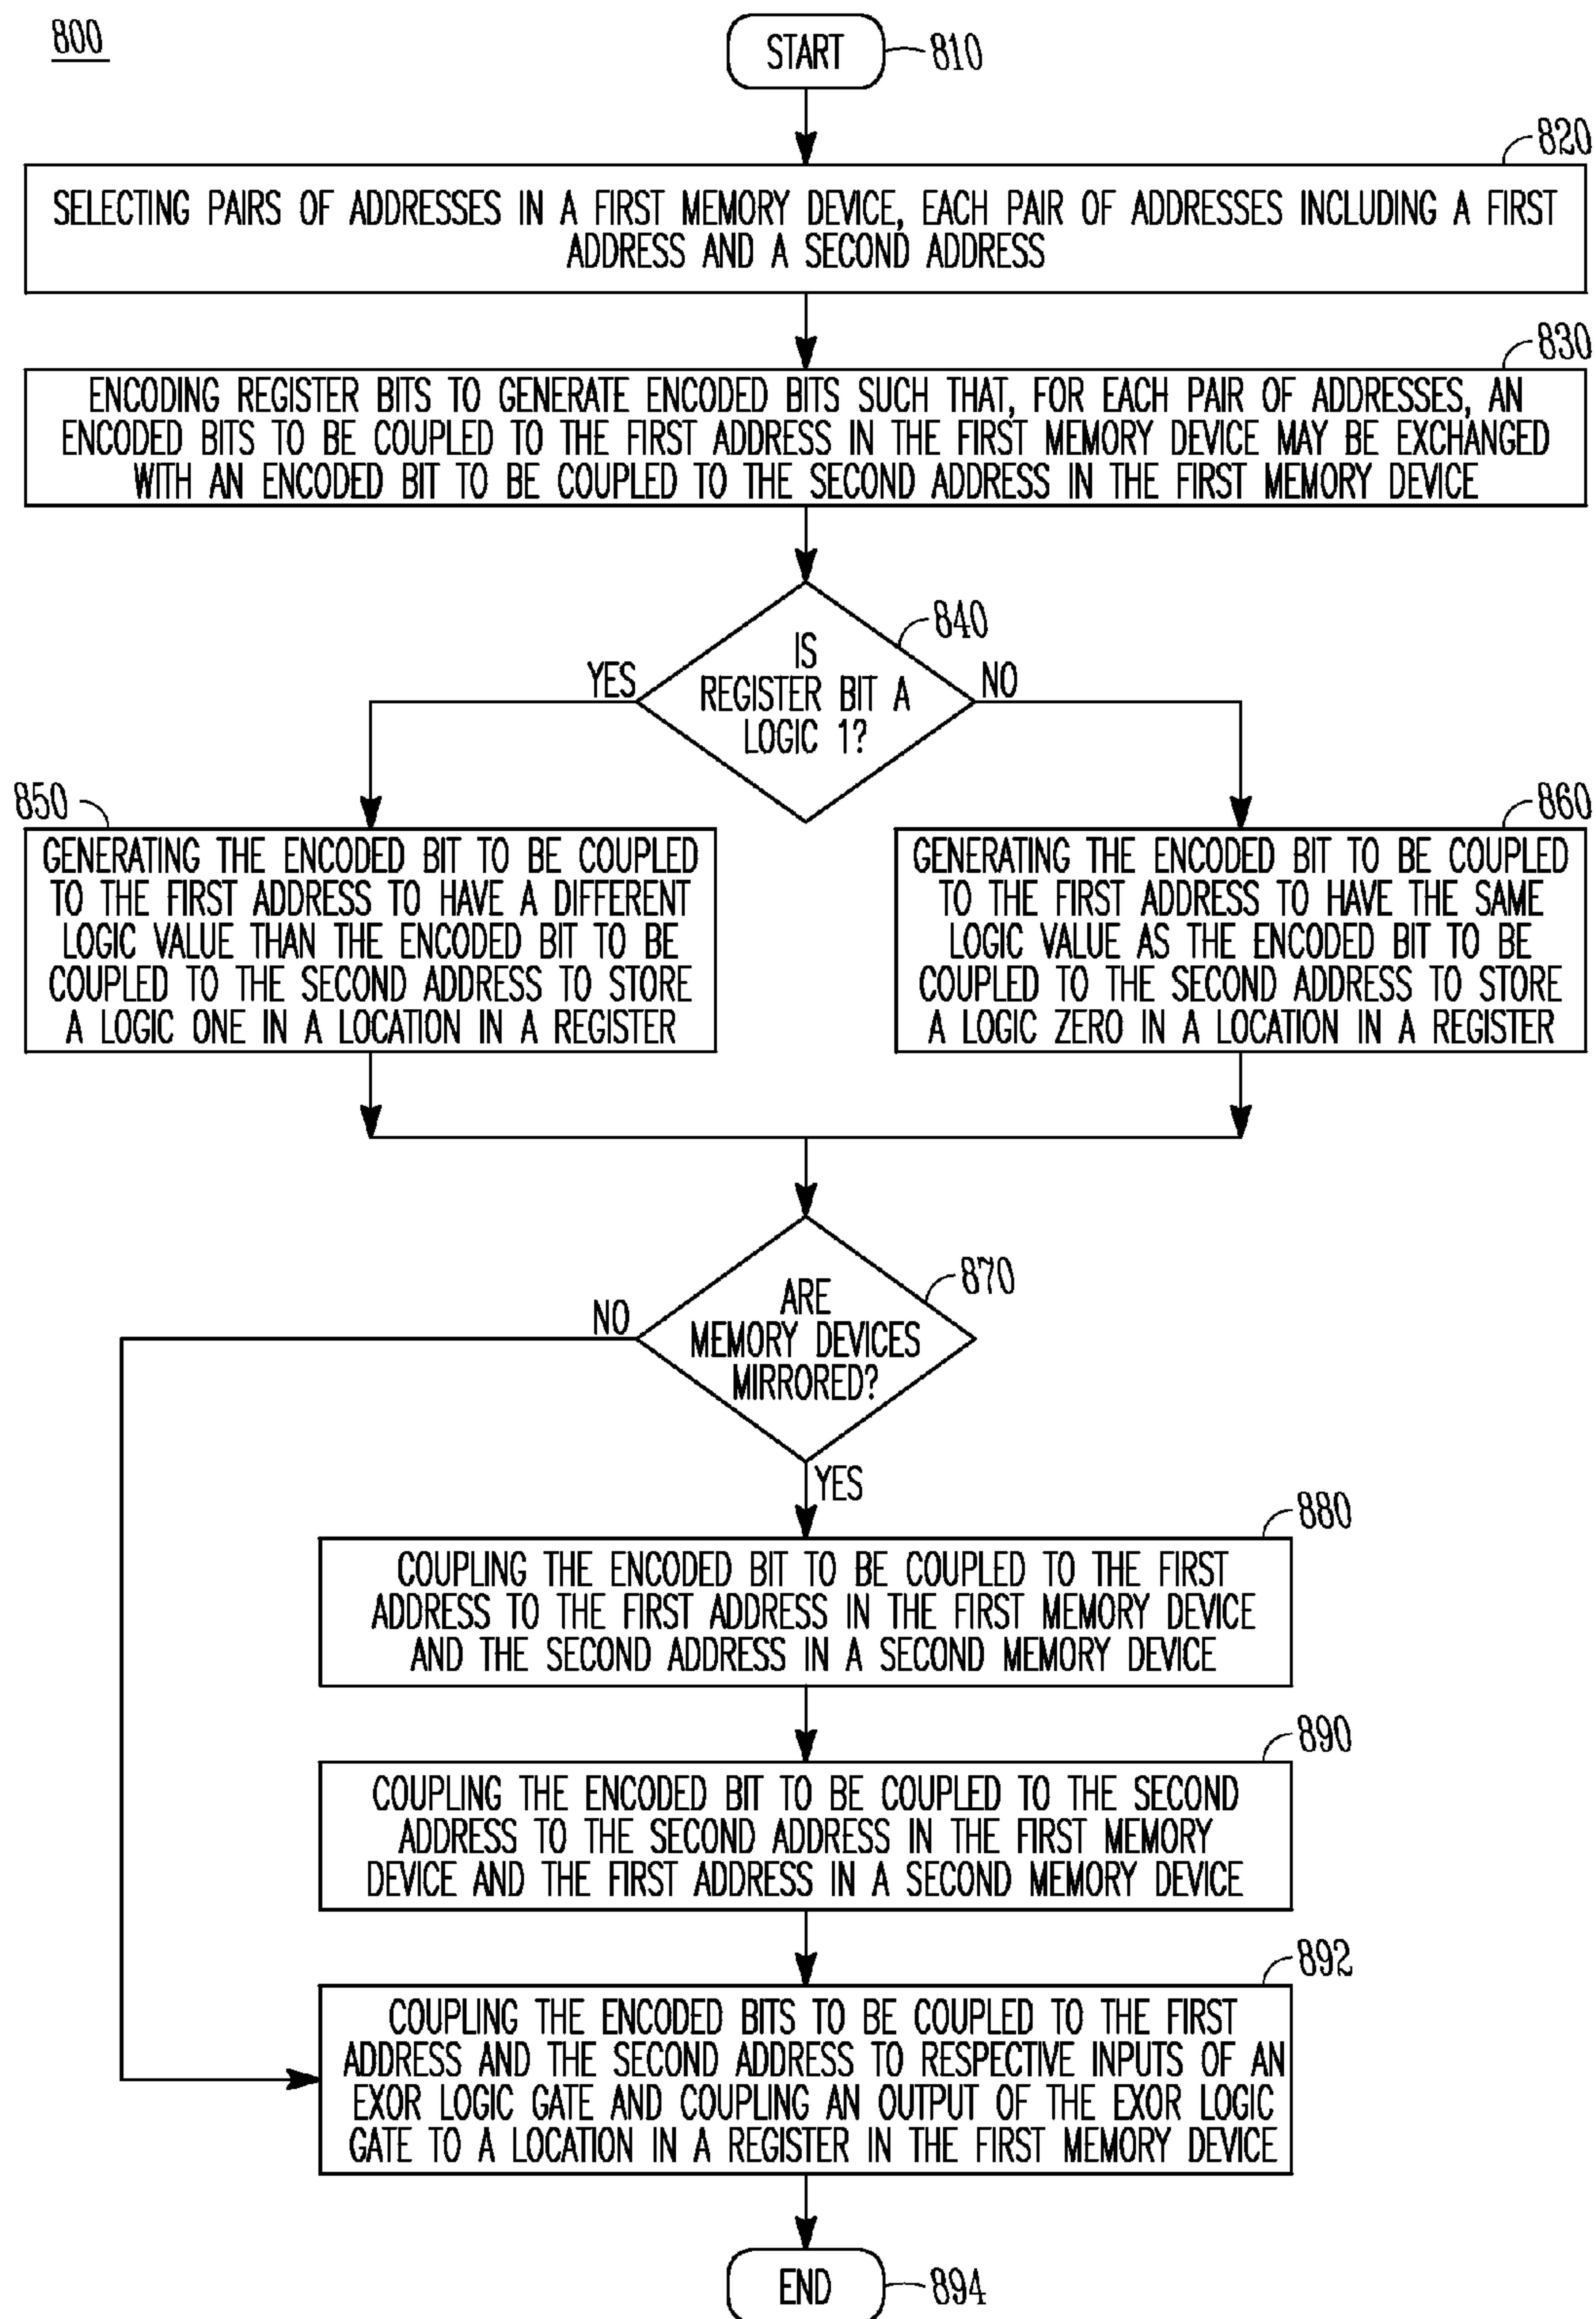 800
START
810
820
SELECTING PAIRS OF ADDRESSES IN A FIRST MEMORY DEVICE, EACH PAIR OF ADDRESSES INCLUDING A FIRST
ADDRESS AND A SECOND ADDRESS
830
ENCODING REGISTER BITS TO GENERATE ENCODED BITS SUCH THAT, FOR EACH PAIR OF ADDRESSES, AN
ENCODED BITS TO BE COUPLED TO THE FIRST ADDRESS IN THE FIRST MEMORY DEVICE MAY BE EXCHANGED
WITH AN ENCODED BIT TO BE COUPLED TO THE SECOND ADDRESS IN THE FIRST MEMORY DEVICE
840
IS
REGISTER BIT A
LOGIC 1?
YES
NO
850
GENERATING THE ENCODED BIT TO BE COUPLED
TO THE FIRST ADDRESS TO HAVE A DIFFERENT
LOGIC VALUE THAN THE ENCODED BIT TO BE
COUPLED TO THE SECOND ADDRESS TO STORE
A LOGIC ONE IN A LOCATION IN A REGISTER
860
GENERATING THE ENCODED BIT TO BE COUPLED
TO THE FIRST ADDRESS TO HAVE THE SAME
LOGIC VALUE AS THE ENCODED BIT TO BE
COUPLED TO THE SECOND ADDRESS TO STORE
A LOGIC ZERO IN A LOCATION IN A REGISTER
870
ARE
MEMORY DEVICES
MIRRORED?
NO
YES
880
COUPLING THE ENCODED BIT TO BE COUPLED TO THE FIRST
ADDRESS TO THE FIRST ADDRESS IN THE FIRST MEMORY DEVICE
AND THE SECOND ADDRESS IN A SECOND MEMORY DEVICE
890
COUPLING THE ENCODED BIT TO BE COUPLED TO THE SECOND
ADDRESS TO THE SECOND ADDRESS IN THE FIRST MEMORY
DEVICE AND THE FIRST ADDRESS IN A SECOND MEMORY DEVICE
892
COUPLING THE ENCODED BITS TO BE COUPLED TO THE FIRST
ADDRESS AND THE SECOND ADDRESS TO RESPECTIVE INPUTS OF AN
EXOR LOGIC GATE AND COUPLING AN OUTPUT OF THE EXOR LOGIC
GATE TO A LOCATION IN A REGISTER IN THE FIRST MEMORY DEVICE
END
894